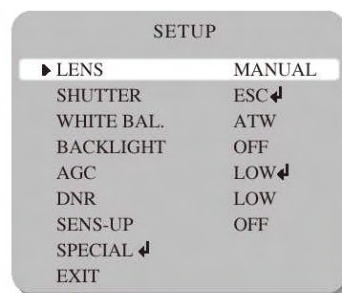 SETUP
LENS MANUAL
SHUTTER ESC↲
WHITE BAL. ATW
BACKLIGHT OFF
AGC LOW↲
DNR LOW
SENS-UP OFF
SPECIAL ↲
EXIT